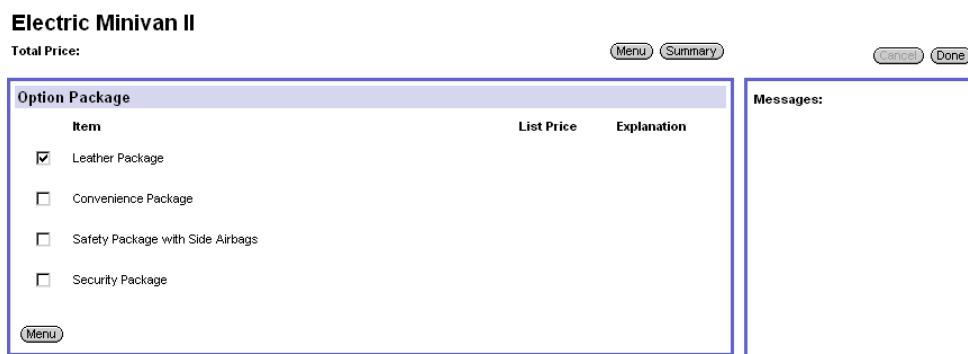 Electric Minivan II
Total Price: Menu Summary Cancel Done
Option Package
Item List Price Explanation
Leather Package
Convenience Package
Safety Package with Side Airbags
Security Package
Menu
Messages: